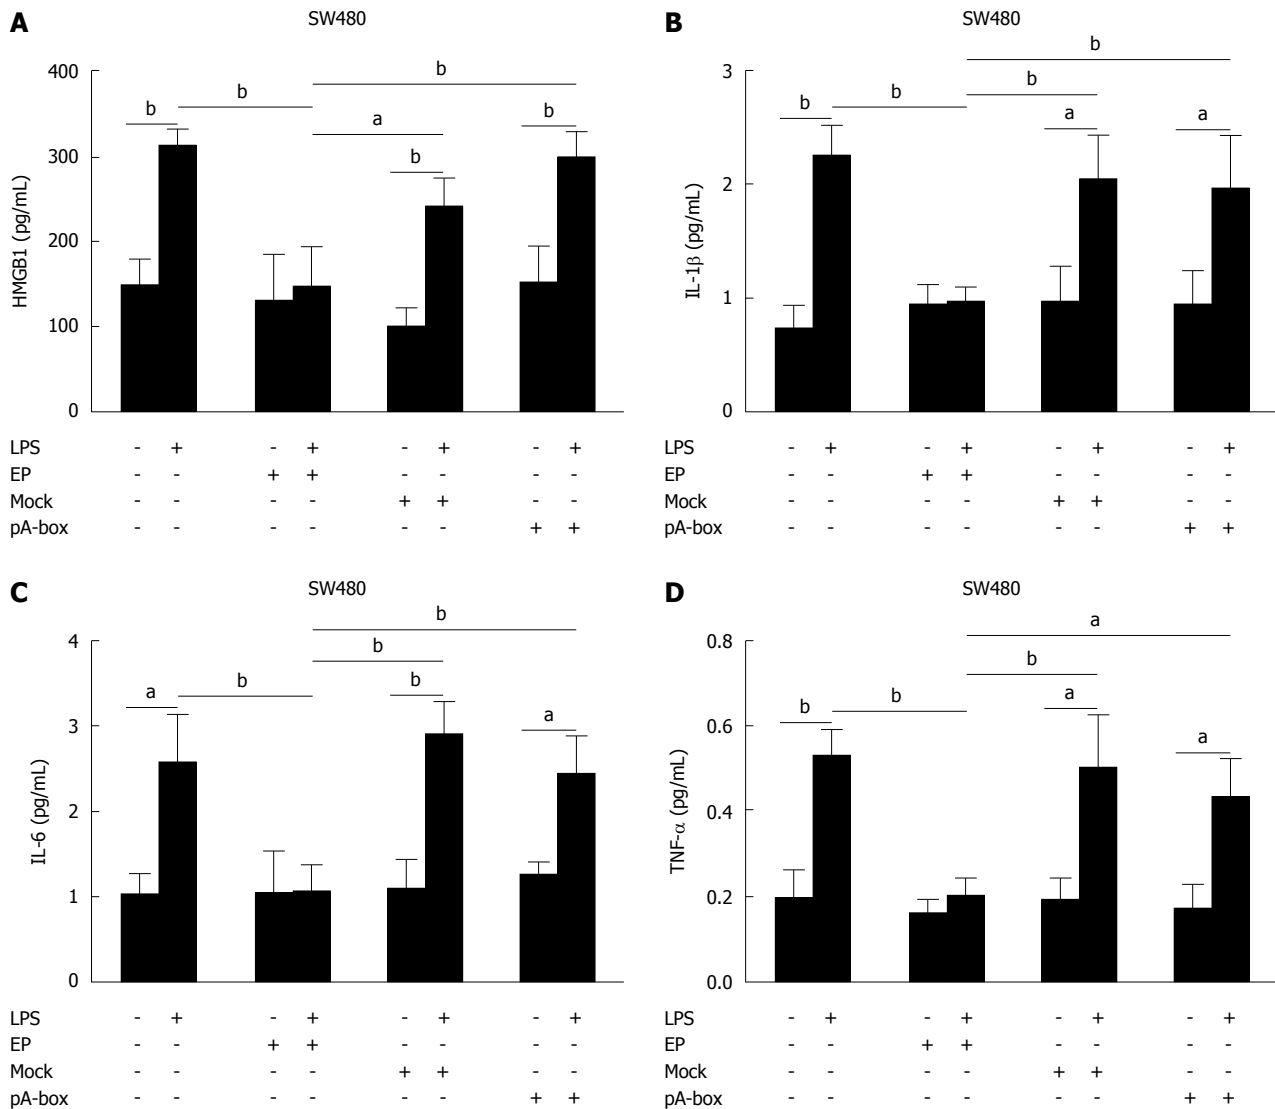 A
SW480
HMGB1 (pg/mL)
400
300
200
100
0
b
b
b
a
b
b
LPS - + - + - + - +
EP - - + + - - - -
Mock - - - - + + - -
pA-box - - - - - - + +
B
SW480
IL-1β (pg/mL)
3
2
1
0
b
b
b
b
a
a
LPS - + - + - + - +
EP - - + + - - - -
Mock - - - - + + - -
pA-box - - - - - - + +
C
SW480
IL-6 (pg/mL)
4
3
2
1
0
b
b
b
b
a
a
LPS - + - + - + - +
EP - - + + - - - -
Mock - - - - + + - -
pA-box - - - - - - + +
D
SW480
TNF-α (pg/mL)
0.8
0.6
0.4
0.2
0.0
a
b
b
b
a
a
LPS - + - + - + - +
EP - - + + - - - -
Mock - - - - + + - -
pA-box - - - - - - + +